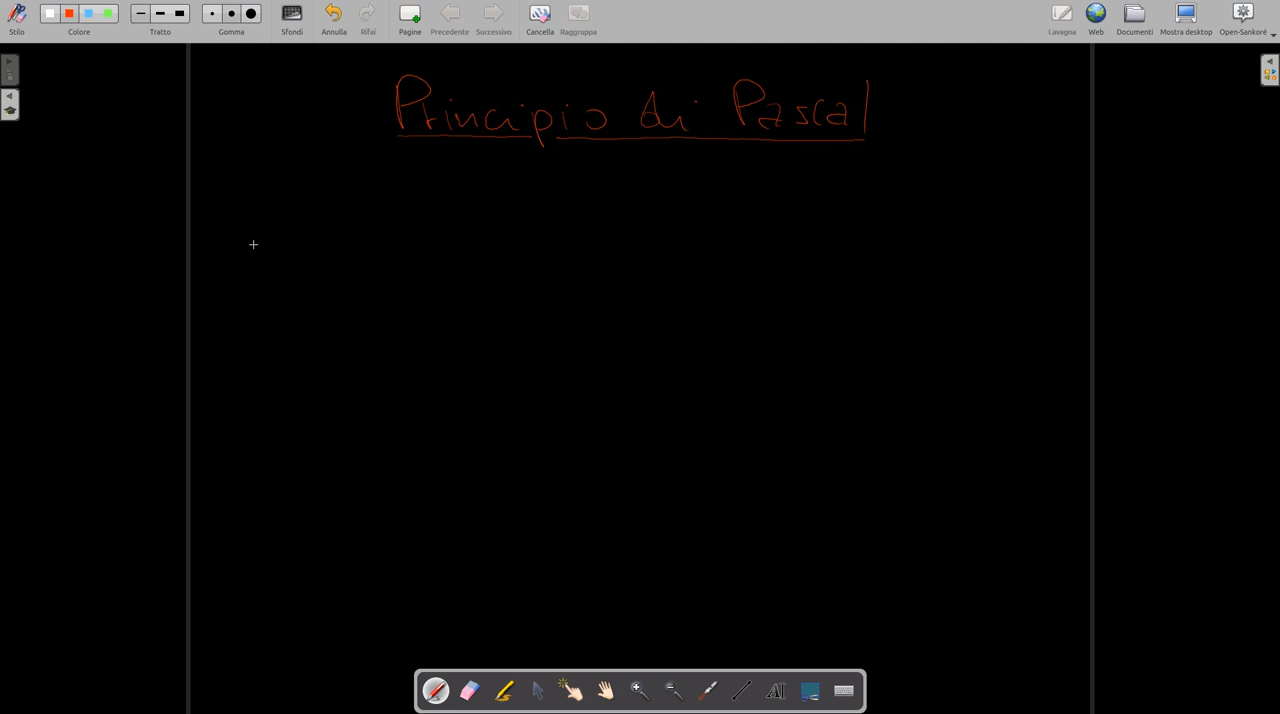 Stilo Colore Tratto Gomma Sfondi Annulla Rifai Pagine Precedente Successivo Cancella Raggruppa Lavagna Web Documenti Mostra desktop Open-Sankoré
Principio di Pascal
AI